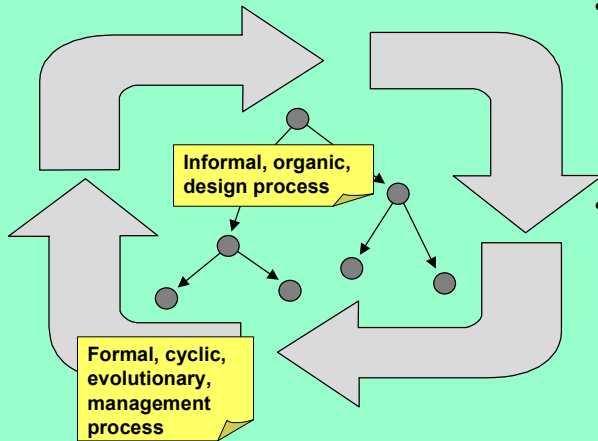 Informal, organic,
design process
Formal, cyclic,
evolutionary,
management
process